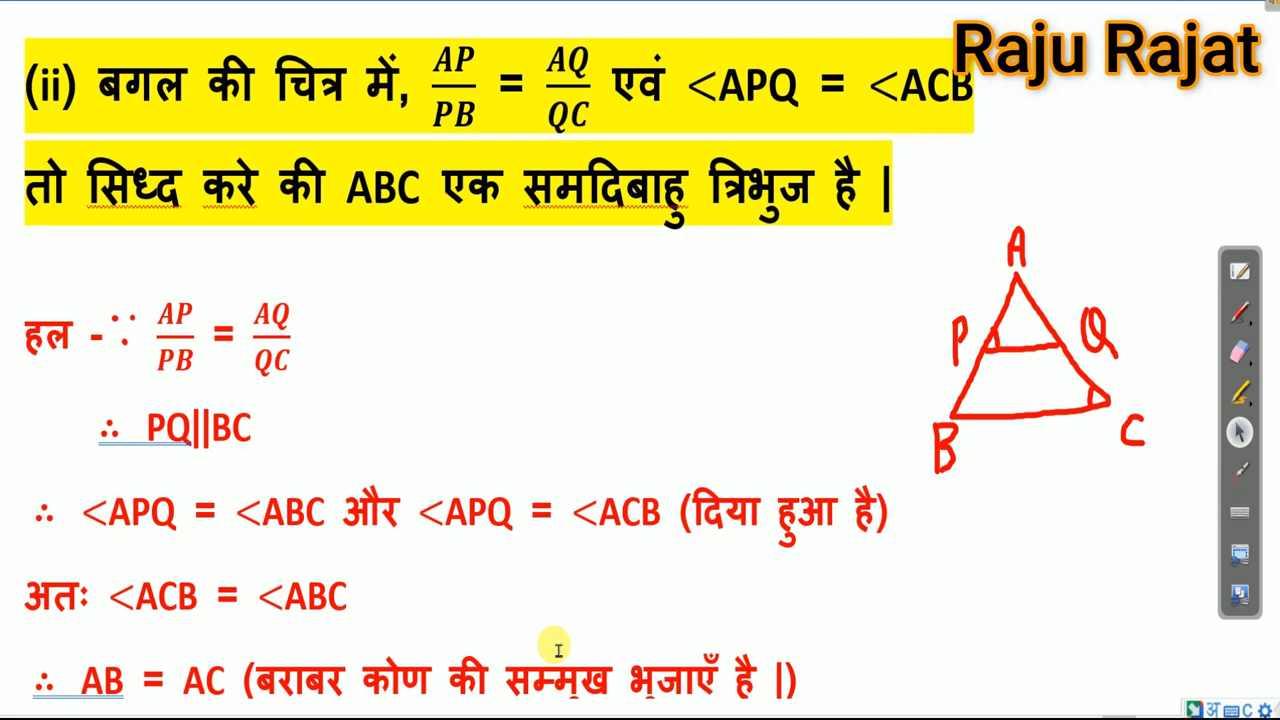 Raju Rajat
(ii) बगल की चित्र में, AP/PB = AQ/QC एवं <APQ = <ACB
तो सिध्द करे की ABC एक समदिबाहु त्रिभुज है |
हल - ∵ AP/PB = AQ/QC
∴ PQ||BC
∴ <APQ = <ABC और <APQ = <ACB (दिया हुआ है)
अतः <ACB = <ABC
∴ AB = AC (बराबर कोण की सम्मुख भुजाएँ है |)
A
P Q
B C
अ C